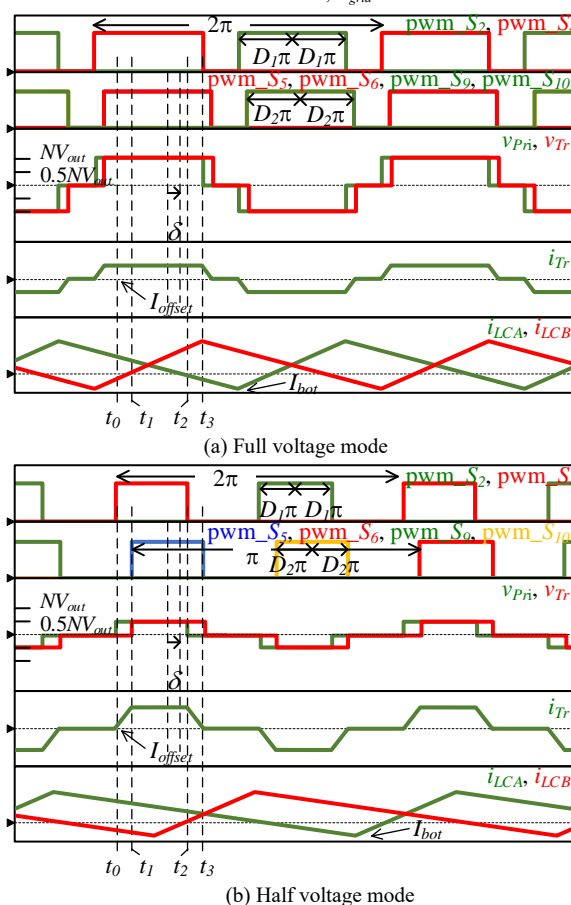 grid
2π
pwm_S2, pwm_S
D1π D1π
pwm_S5, pwm_S6, pwm_S9, pwm_S10
D2π D2π
vPri, vTr
NVout
0.5NVout
δ
iTr
Ioffset
iLCA, iLCB
Ibot
t0 t1 t2 t3
(a) Full voltage mode
2π
pwm_S2, pwm_S
D1π D1π
pwm_S5, pwm_S6, pwm_S9, pwm_S10
π D2π D2π
vPri, vTr
NVout
0.5NVout
δ
iTr
Ioffset
iLCA, iLCB
Ibot
t0 t1 t2 t3
(b) Half voltage mode